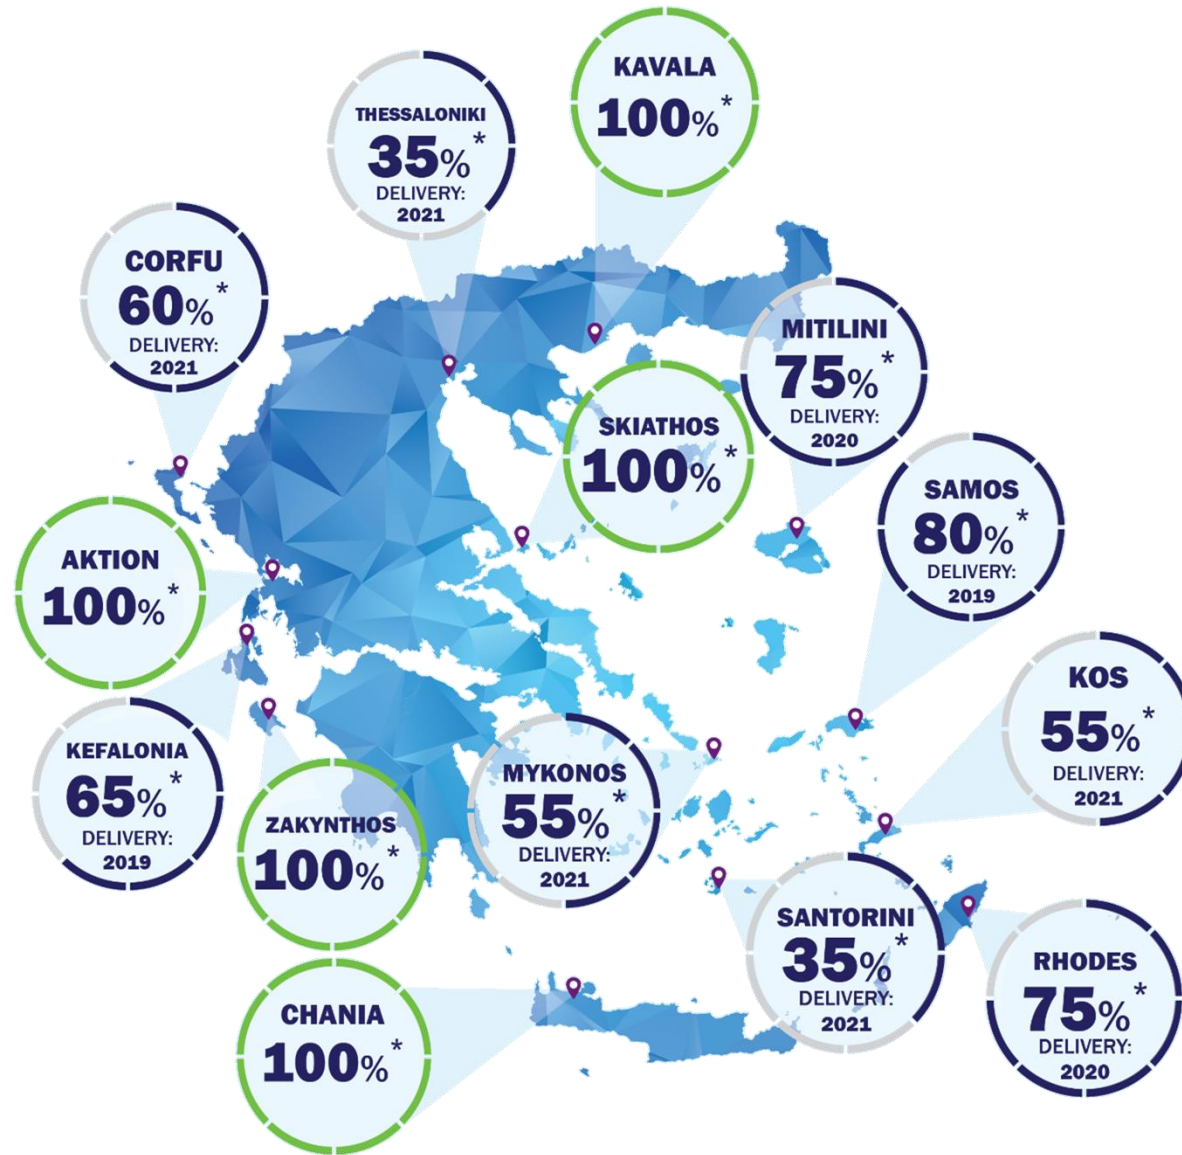 KAVALA
100%*
THESSALONIKI
35%*
DELIVERY:
2021
CORFU
60%*
DELIVERY:
2021
MITILINI
75%*
DELIVERY:
2020
SKIATHOS
100%*
SAMOS
80%*
DELIVERY:
2019
AKTION
100%*
KOS
55%*
DELIVERY:
2021
KEFALONIA
65%*
DELIVERY:
2019
MYKONOS
55%*
DELIVERY:
2021
ZAKYNTHOS
100%*
SANTORINI
35%*
DELIVERY:
2021
RHODES
75%*
DELIVERY:
2020
CHANIA
100%*